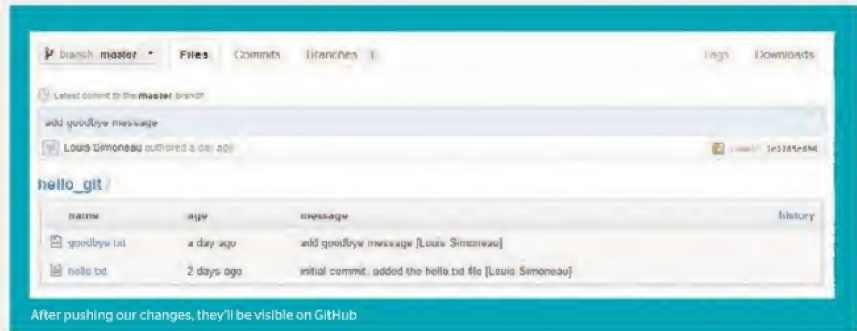 branch: master Files Commits Branches 1 Tags Downloads
Latest commit to the master branch
add goodbye message
Louis Simoneau authored a day ago commit
hello_git /
name age message history
goodbye.txt a day ago add goodbye message [Louis Simoneau]
hello.txt 2 days ago initial commit. added the hello.txt file [Louis Simoneau]
After pushing our changes, they'll be visible on GitHub